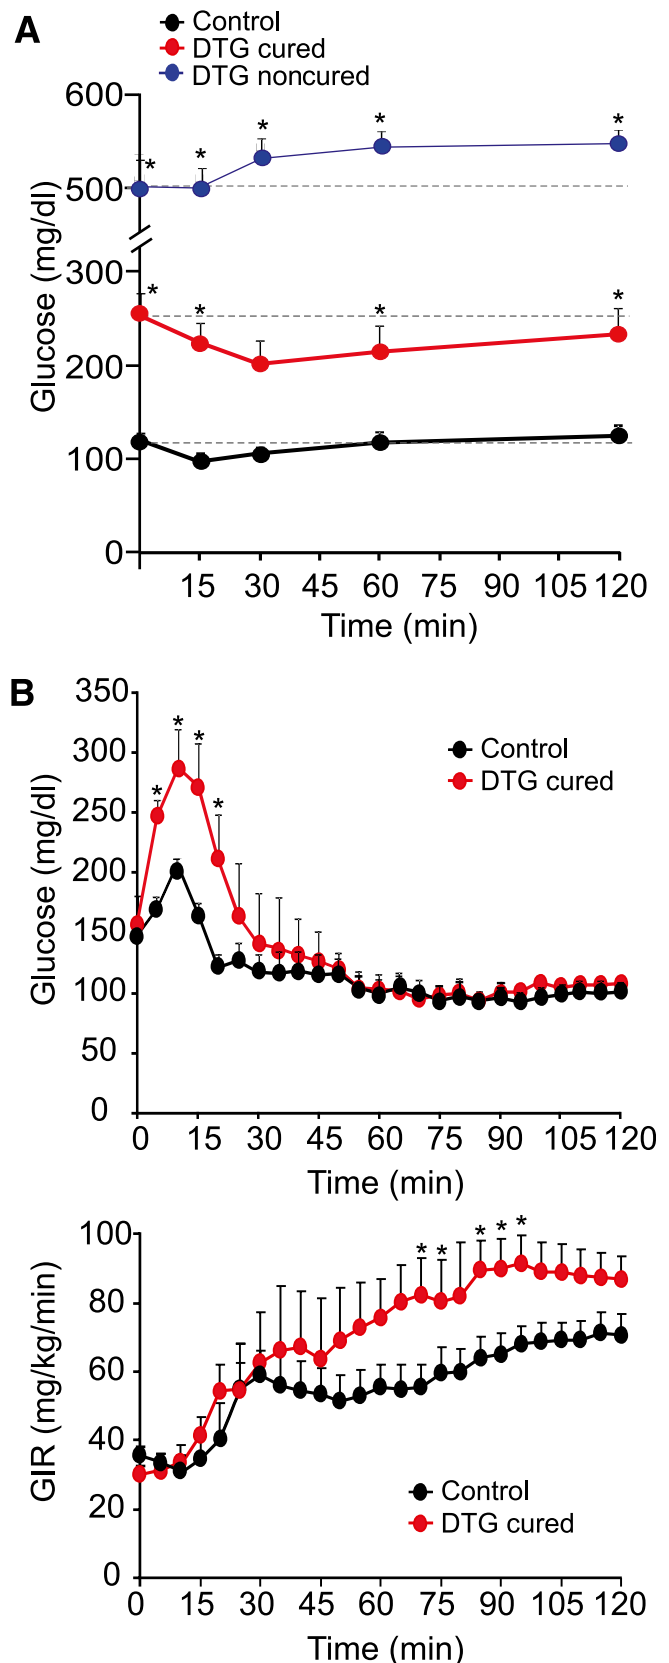 A
Control
DTG cured
DTG noncured
Glucose (mg/dl)
600
500
300
200
100
0
* * * * *
* * * *
15 30 45 60 75 90 105 120
Time (min)
B
Glucose (mg/dl)
350
300
250
200
150
100
50
0
* * * *
Control
DTG cured
0 15 30 45 60 75 90 105 120
Time (min)
GIR (mg/kg/min)
100
80
60
40
20
0
* * * * *
Control
DTG cured
0 15 30 45 60 75 90 105 120
Time (min)